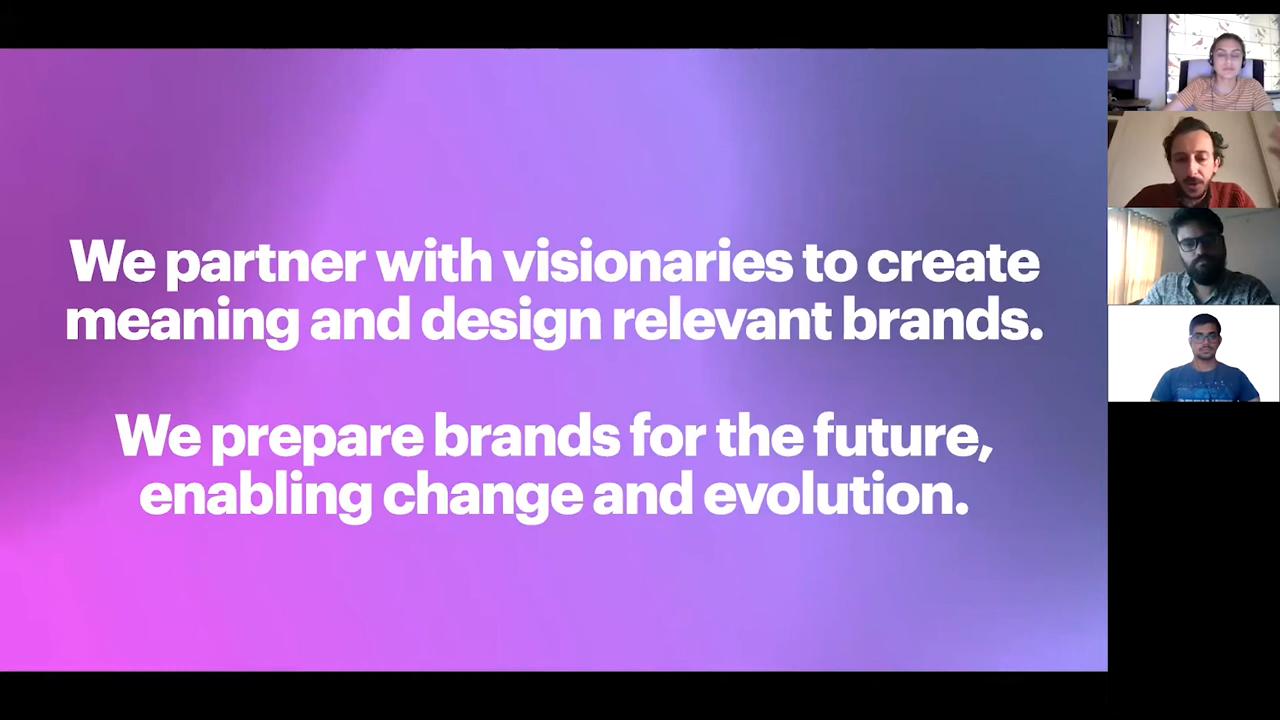 We partner with visionaries to create
meaning and design relevant brands.
We prepare brands for the future,
enabling change and evolution.